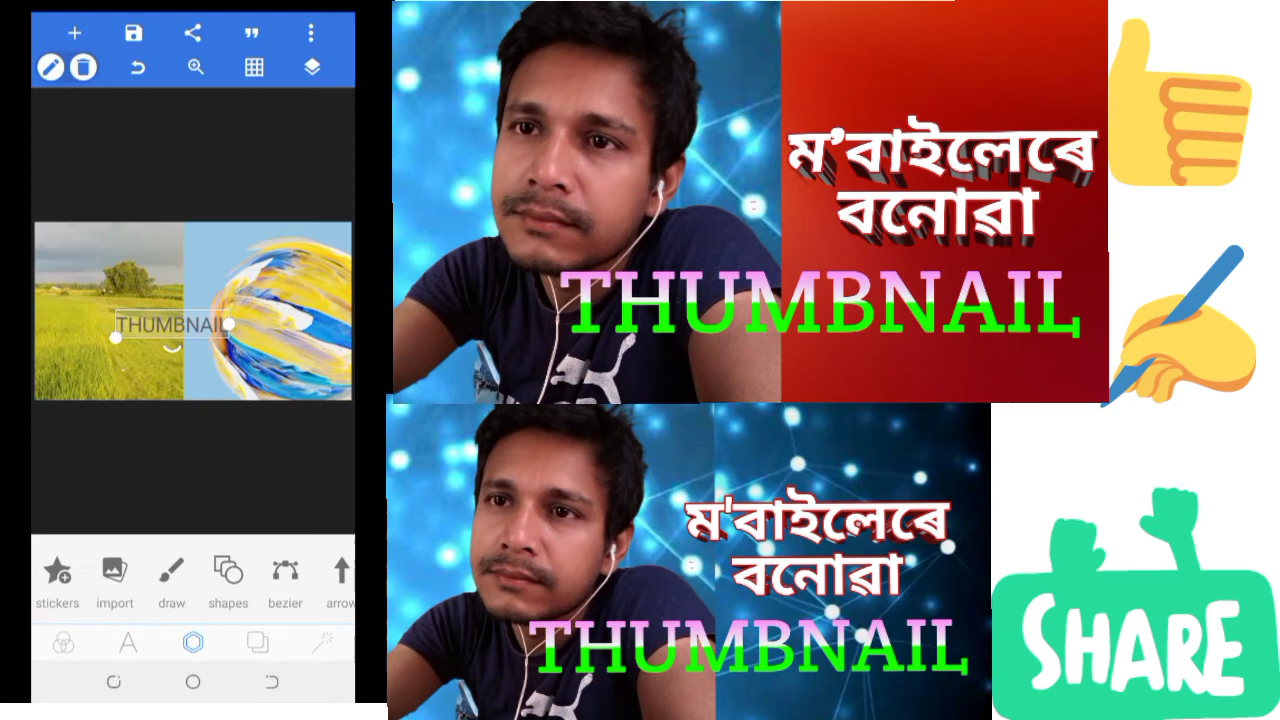 THUMBNAIL
stickers import draw shapes bezier arrow
ম’বাইলেৰে
বনোৱা
THUMBNAIL
ম'বাইলেৰে
বনোৱা
THUMBNAIL
SHARE